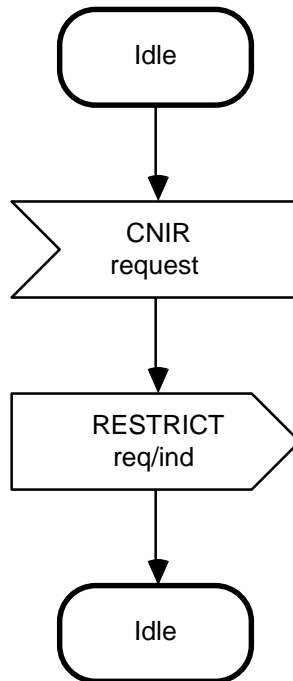 Idle
CNIR
request
RESTRICT
req/ind
Idle